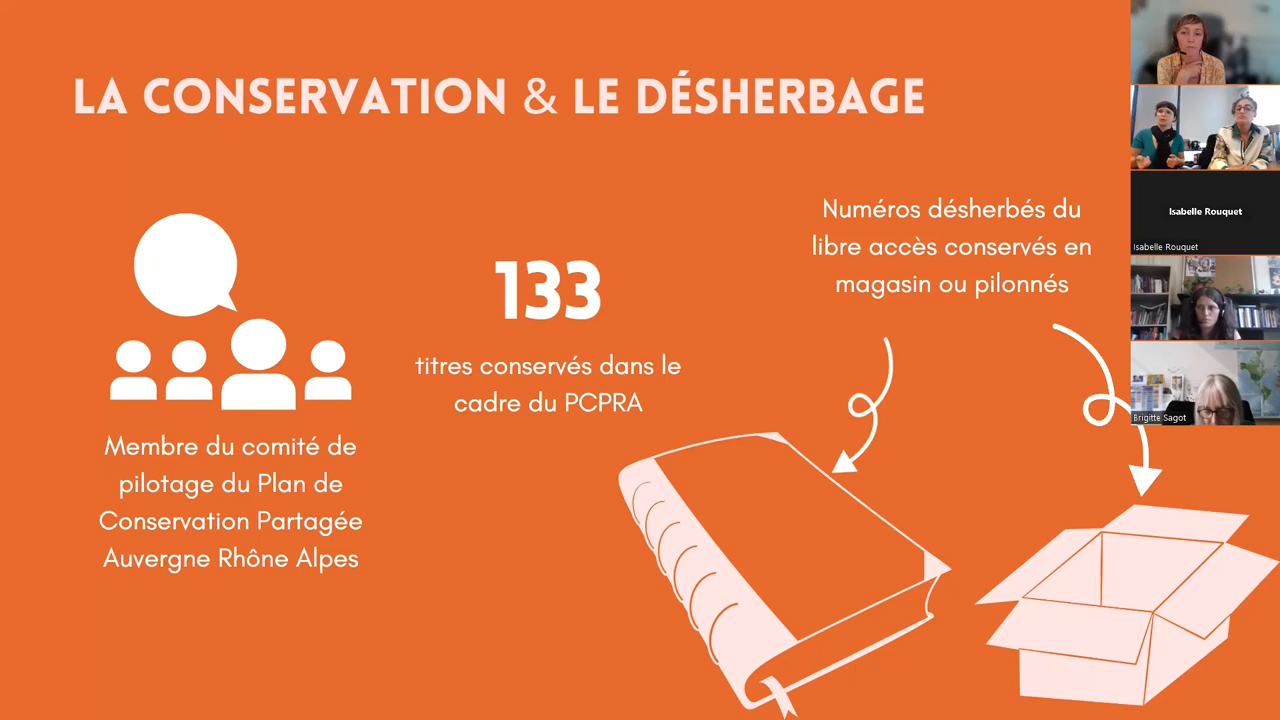 LA CONSERVATION & LE DÉSHERBAGE
Membre du comité de
pilotage du Plan de
Conservation Partagée
Auvergne Rhône Alpes
133
titres conservés dans le
cadre du PCPRA
Numéros désherbés du
libre accès conservés en
magasin ou pilonnés
Isabelle Rouquet
Isabelle Rouquet
Brigitte Sagot